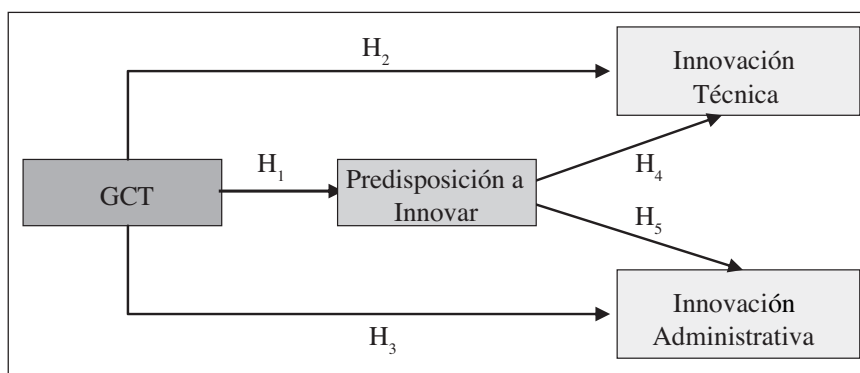 H2
Innovación
Técnica
H1
GCT
Predisposición a
Innovar
H4
H5
Innovación
Administrativa
H3